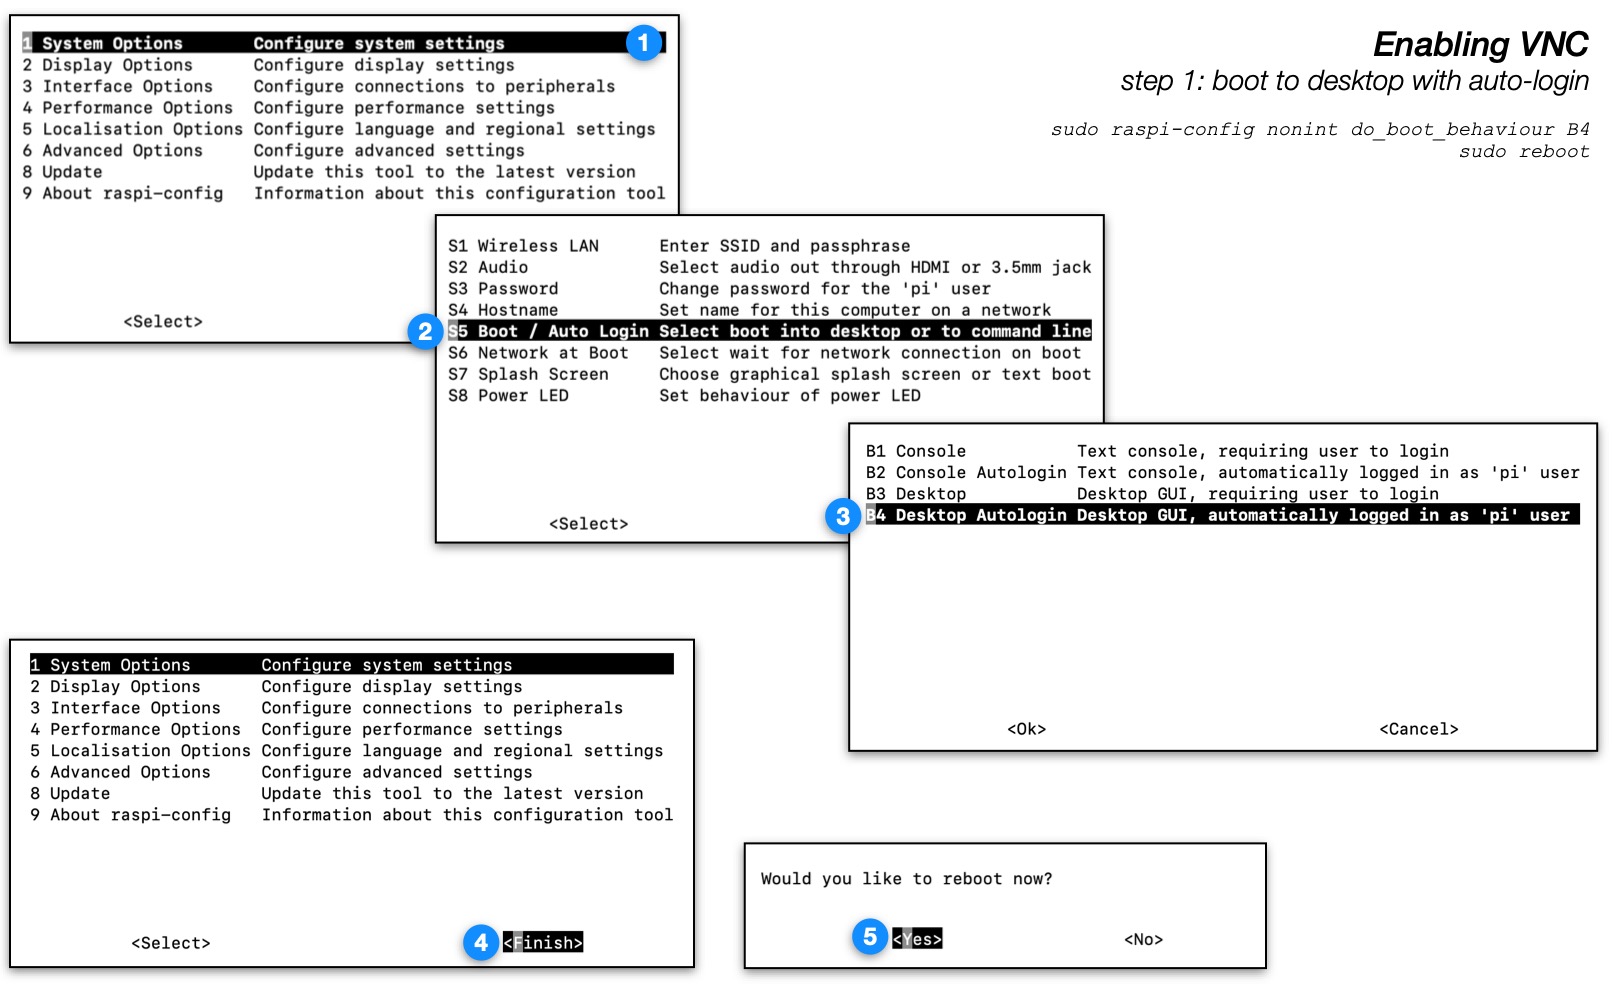 Enabling VNC
step 1: boot to desktop with auto-login
sudo raspi-config nonint do_boot_behaviour B4
sudo reboot
1 System Options Configure system settings 1
2 Display Options Configure display settings
3 Interface Options Configure connections to peripherals
4 Performance Options Configure performance settings
5 Localisation Options Configure language and regional settings
6 Advanced Options Configure advanced settings
8 Update Update this tool to the latest version
9 About raspi-config Information about this configuration tool
<Select>
S1 Wireless LAN Enter SSID and passphrase
S2 Audio Select audio out through HDMI or 3.5mm jack
S3 Password Change password for the 'pi' user
S4 Hostname Set name for this computer on a network
2 S5 Boot / Auto Login Select boot into desktop or to command line
S6 Network at Boot Select wait for network connection on boot
S7 Splash Screen Choose graphical splash screen or text boot
S8 Power LED Set behaviour of power LED
<Select>
B1 Console Text console, requiring user to login
B2 Console Autologin Text console, automatically logged in as 'pi' user
B3 Desktop Desktop GUI, requiring user to login
3 B4 Desktop Autologin Desktop GUI, automatically logged in as 'pi' user
<Ok> <Cancel>
1 System Options Configure system settings
2 Display Options Configure display settings
3 Interface Options Configure connections to peripherals
4 Performance Options Configure performance settings
5 Localisation Options Configure language and regional settings
6 Advanced Options Configure advanced settings
8 Update Update this tool to the latest version
9 About raspi-config Information about this configuration tool
<Select> 4 <Finish>
Would you like to reboot now?
5 <Yes> <No>